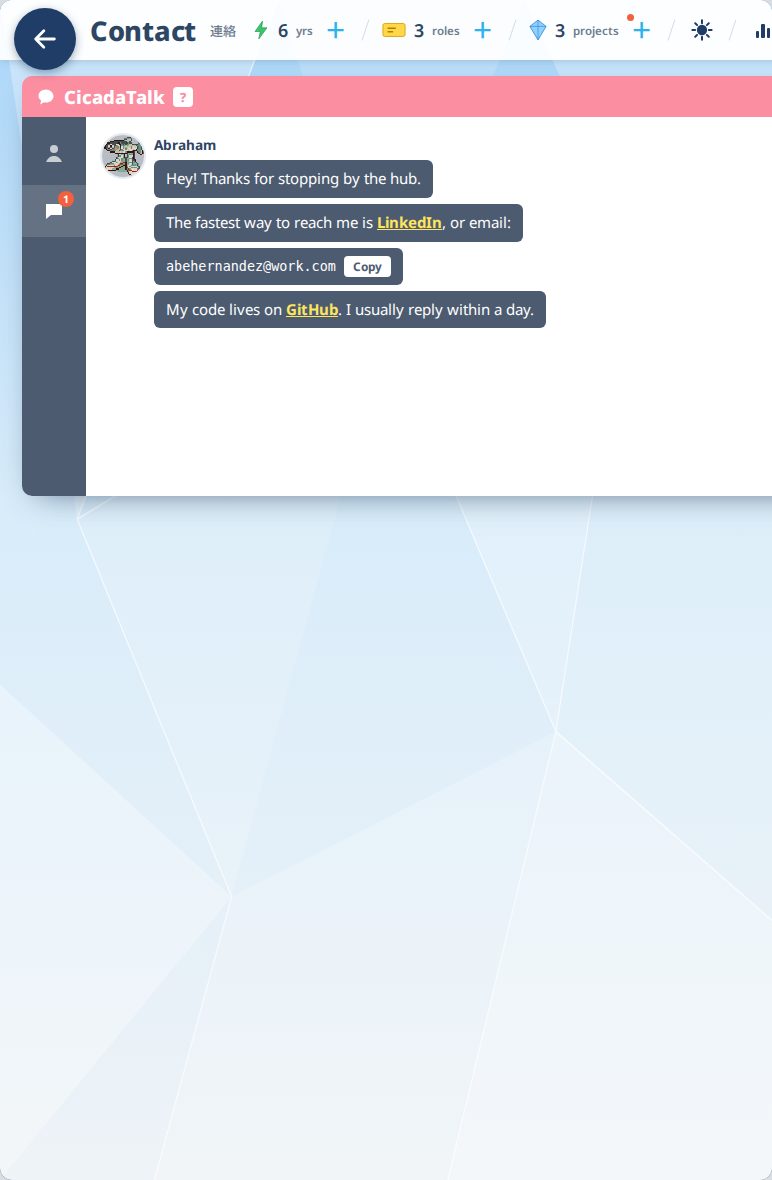 Contact 連絡 6 yrs + 3 roles + 3 projects +
CicadaTalk ?
1
Abraham
Hey! Thanks for stopping by the hub.
The fastest way to reach me is LinkedIn, or email:
abehernandez@work.com Copy
My code lives on GitHub. I usually reply within a day.